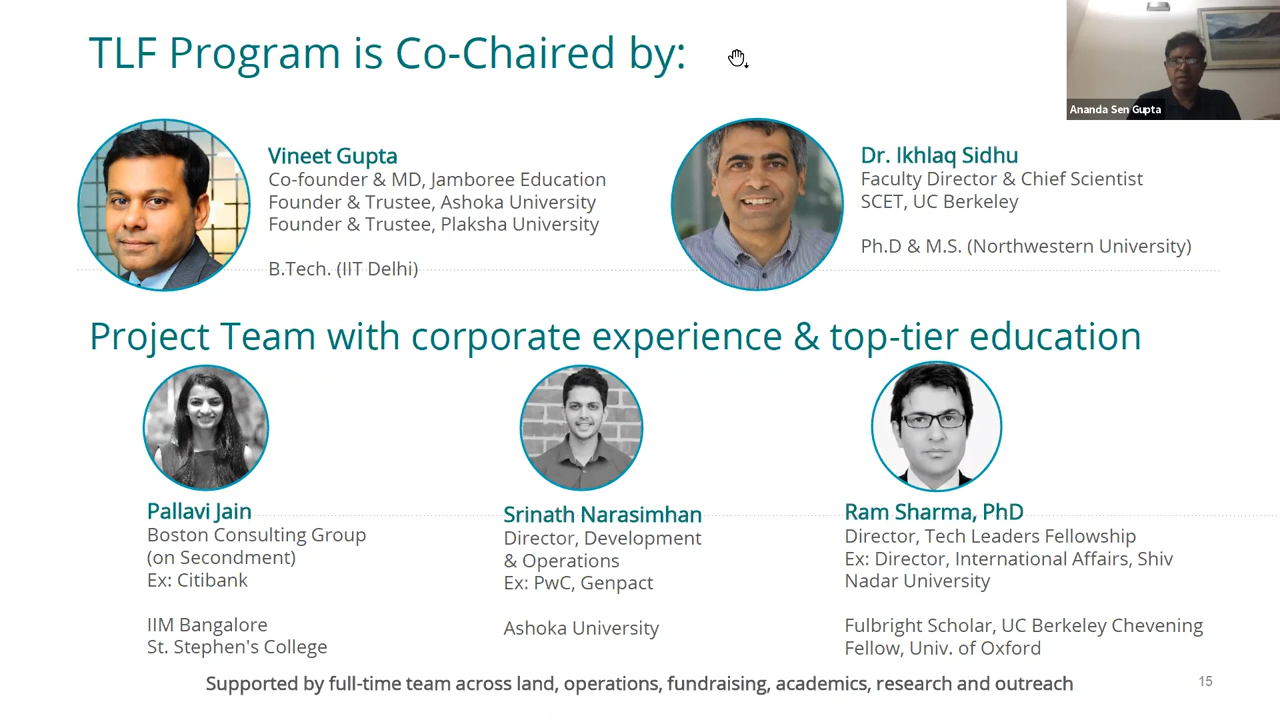 TLF Program is Co-Chaired by:
Ananda Sen Gupta
Vineet Gupta
Co-founder & MD, Jamboree Education
Founder & Trustee, Ashoka University
Founder & Trustee, Plaksha University
B.Tech. (IIT Delhi)
Dr. Ikhlaq Sidhu
Faculty Director & Chief Scientist
SCET, UC Berkeley
Ph.D & M.S. (Northwestern University)
Project Team with corporate experience & top-tier education
Pallavi Jain
Boston Consulting Group
(on Secondment)
Ex: Citibank
IIM Bangalore
St. Stephen's College
Srinath Narasimhan
Director, Development
& Operations
Ex: PwC, Genpact
Ashoka University
Ram Sharma, PhD
Director, Tech Leaders Fellowship
Ex: Director, International Affairs, Shiv
Nadar University
Fulbright Scholar, UC Berkeley Chevening
Fellow, Univ. of Oxford
Supported by full-time team across land, operations, fundraising, academics, research and outreach
15